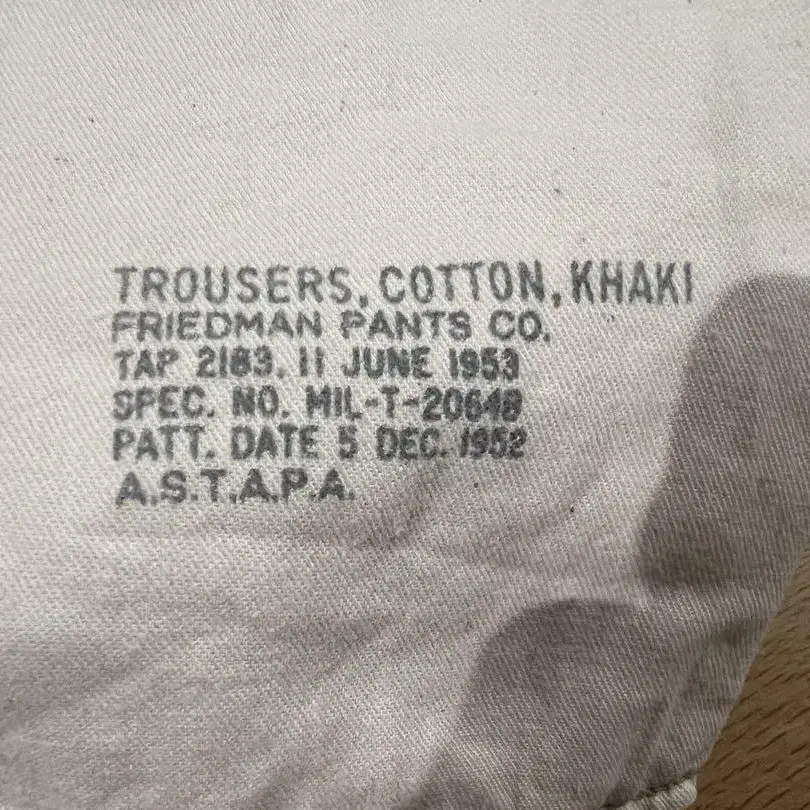 TROUSERS, COTTON, KHAKI
FRIEDMAN PANTS CO.
TAP 2183. 11 JUNE 1953
SPEC. NO. MIL-T-20648
PATT. DATE 5 DEC. 1952
A.S.T.A.P.A.